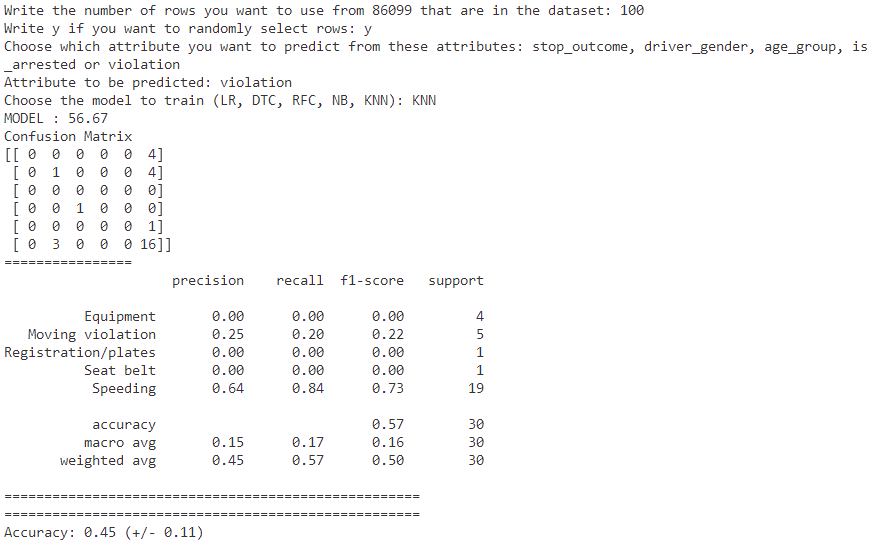 Write the number of rows you want to use from 86099 that are in the dataset: 100
Write y if you want to randomly select rows: y
Choose which attribute you want to predict from these attributes: stop_outcome, driver_gender, age_group, is
_arrested or violation
Attribute to be predicted: violation
Choose the model to train (LR, DTC, RFC, NB, KNN): KNN
MODEL : 56.67
Confusion Matrix
[[ 0  0  0  0  0  4]
 [ 0  1  0  0  0  4]
 [ 0  0  0  0  0  0]
 [ 0  0  1  0  0  0]
 [ 0  0  0  0  0  1]
 [ 0  3  0  0  0 16]]
================
                     precision    recall  f1-score   support

          Equipment       0.00      0.00      0.00         4
   Moving violation       0.25      0.20      0.22         5
Registration/plates       0.00      0.00      0.00         1
          Seat belt       0.00      0.00      0.00         1
           Speeding       0.64      0.84      0.73        19

           accuracy                           0.57        30
          macro avg       0.15      0.17      0.16        30
       weighted avg       0.45      0.57      0.50        30

====================================================
====================================================
Accuracy: 0.45 (+/- 0.11)